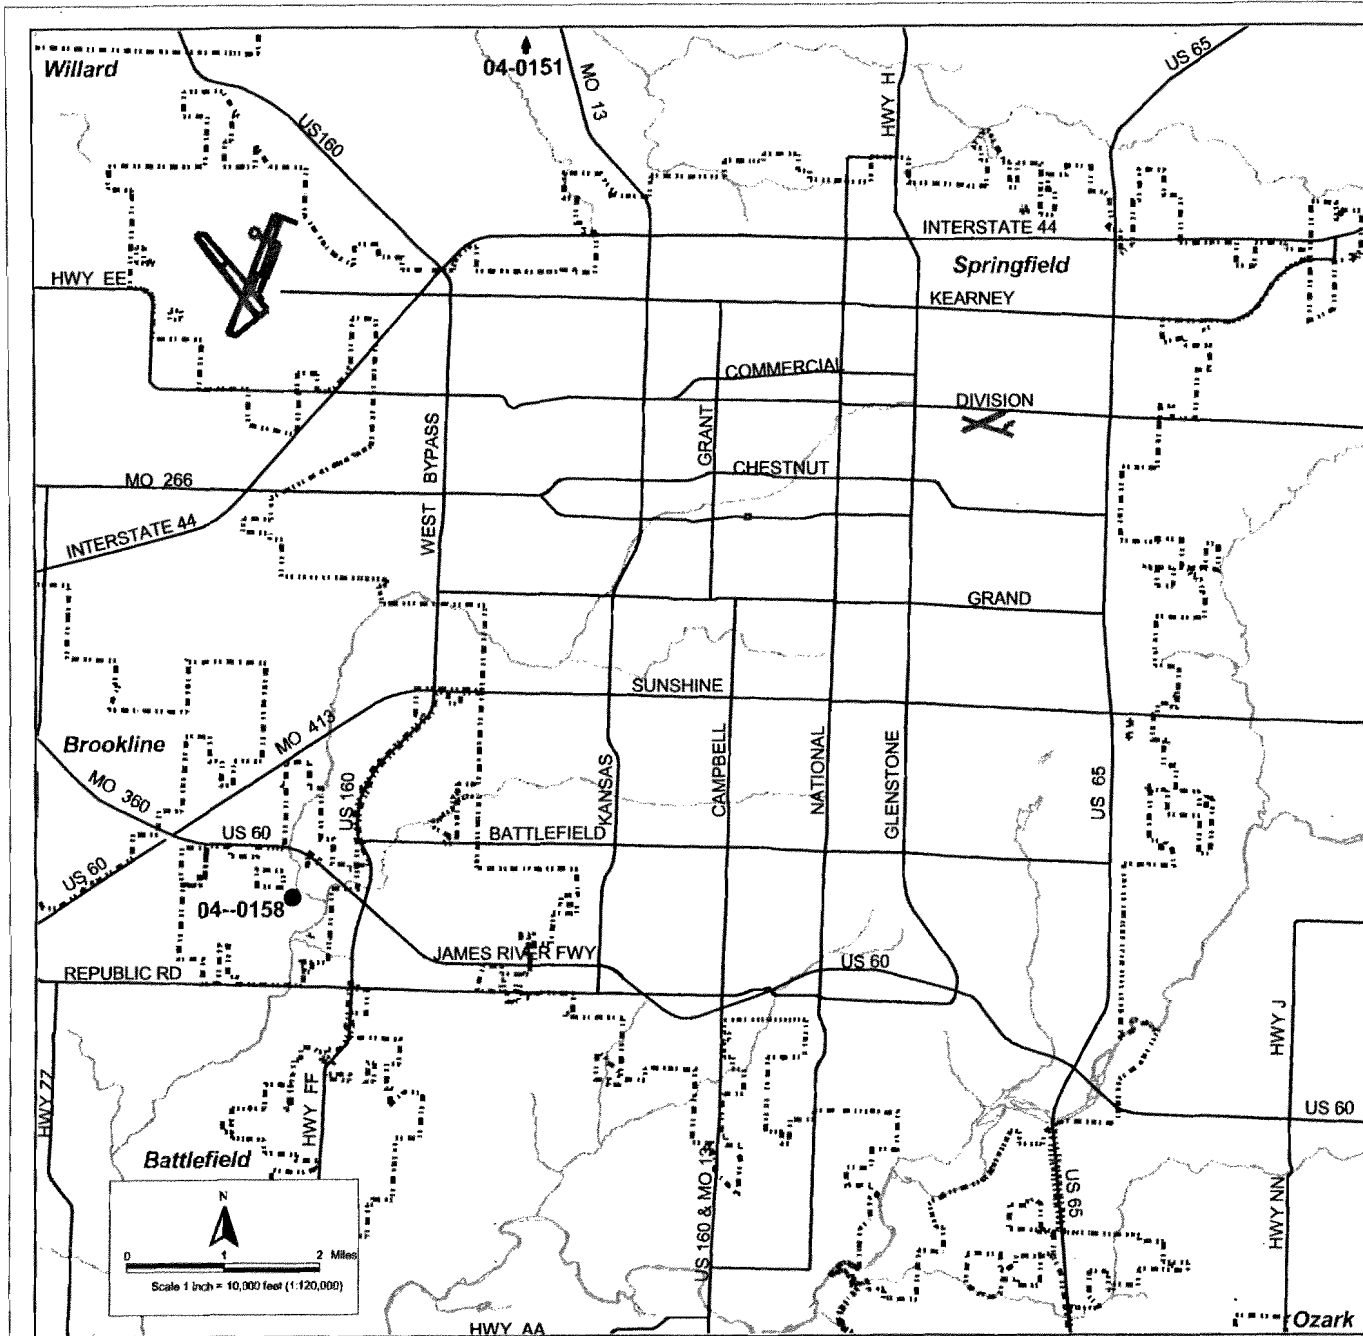 Willard
04-0151
MO 13
HWY H
US 65
US160
INTERSTATE 44
Springfield
HWY EE
KEARNEY
COMMERCIAL
DIVISION
WEST BYPASS
GRANT
CHESTNUT
MO 266
INTERSTATE 44
GRAND
SUNSHINE
MO 413
Brookline
MO 360
US 160
KANSAS
CAMPBELL
NATIONAL
GLENSTONE
US 65
US 60
BATTLEFIELD
US 60
04--0158
JAMES RIVER FWY
US 60
REPUBLIC RD
HWY J
HWY ZZ
HWY FF
US 60
Battlefield
US 160 & MO 13
US 65
HWY NN
N
0 1 2 Miles
Scale 1 inch = 10,000 feet (1:120,000)
HWY AA
Ozark